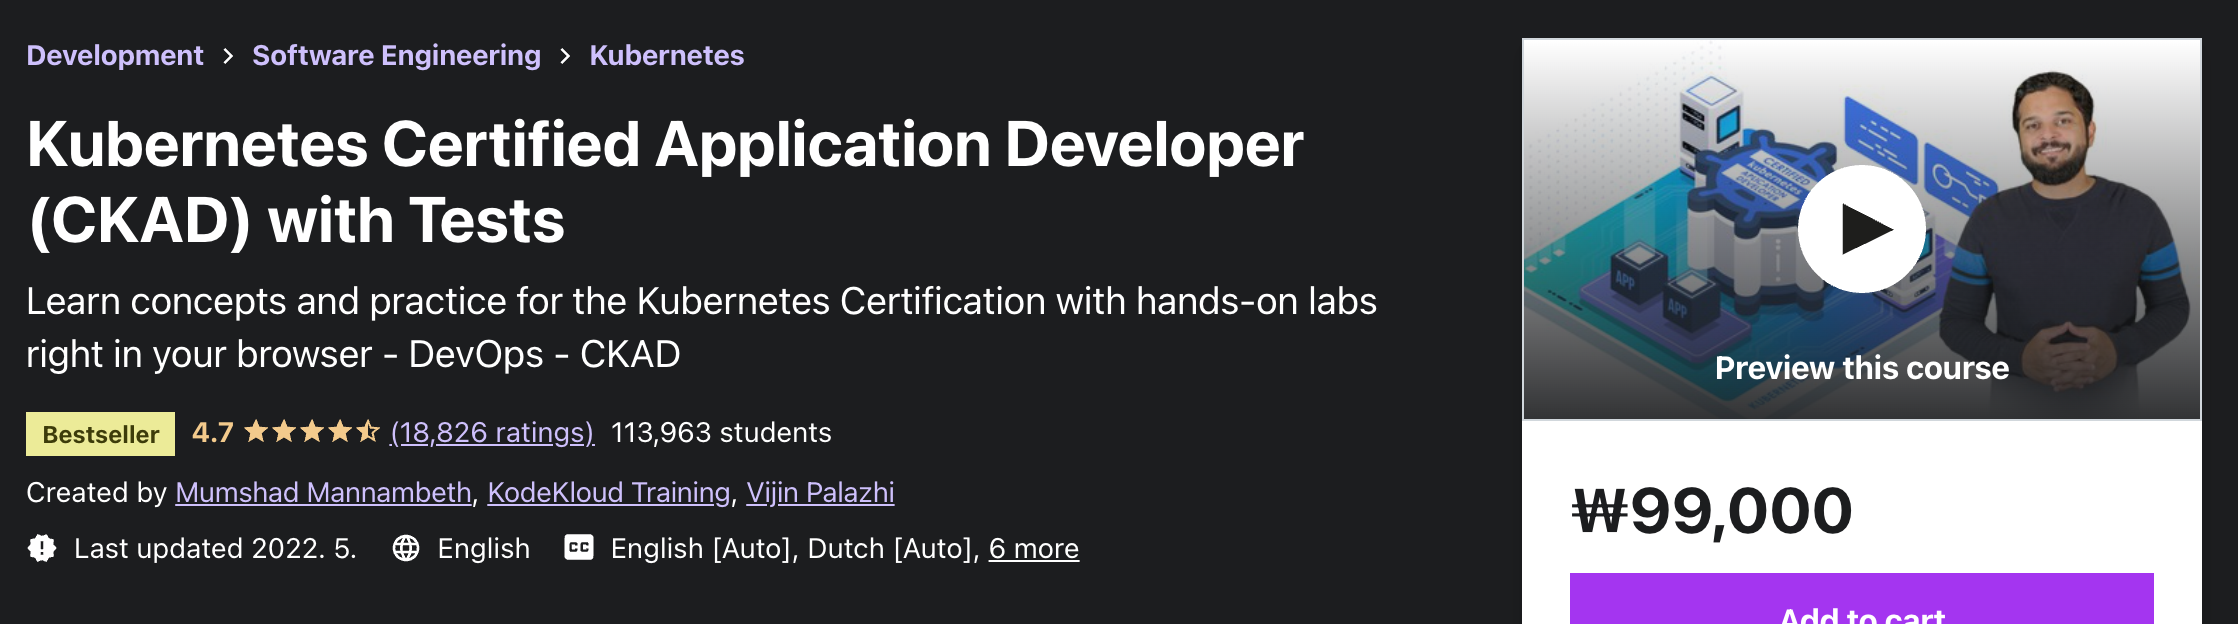 Development > Software Engineering > Kubernetes
Kubernetes Certified Application Developer
(CKAD) with Tests
Learn concepts and practice for the Kubernetes Certification with hands-on labs
right in your browser - DevOps - CKAD
Bestseller 4.7 (18,826 ratings) 113,963 students
Created by Mumshad Mannambeth, KodeKloud Training, Vijin Palazhi
Last updated 2022. 5. English CC English [Auto], Dutch [Auto], 6 more
CERTIFIED
kubernetes
APPLICATION
DEVELOPER
APP
APP
Preview this course
₩99,000
Add to cart